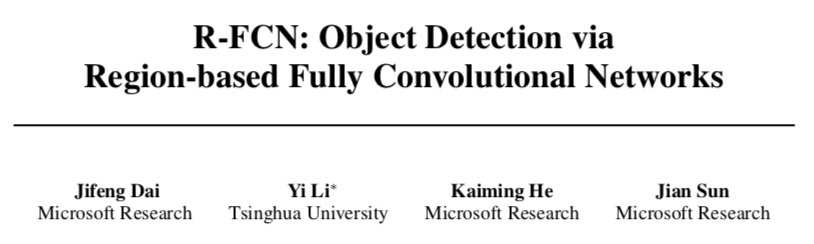 R-FCN: Object Detection via
Region-based Fully Convolutional Networks
Jifeng Dai Yi Li* Kaiming He Jian Sun
Microsoft Research Tsinghua University Microsoft Research Microsoft Research